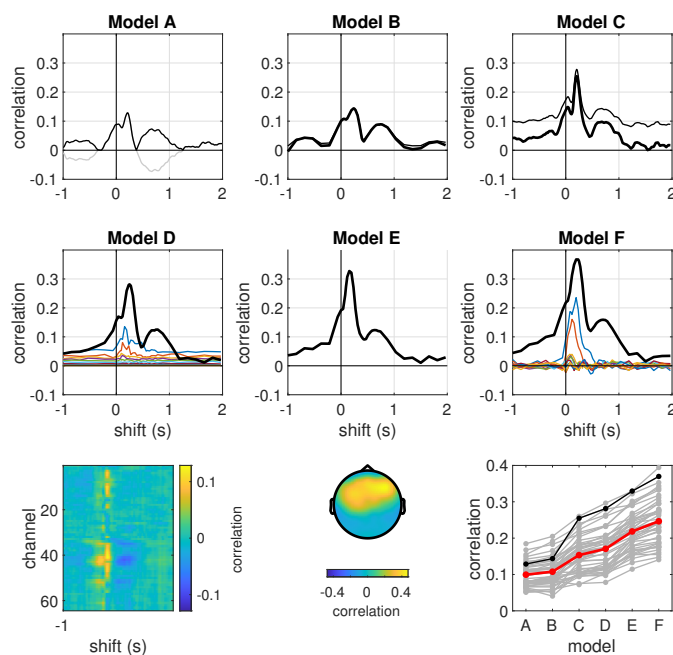 Model A
Model B
Model C
correlation
0.3
0.2
0.1
0
-0.1
-1 0 1 2
0.3
0.2
0.1
0
-0.1
-1 0 1 2
correlation
0.3
0.2
0.1
0
-0.1
-1 0 1 2
Model D
Model E
Model F
correlation
0.3
0.2
0.1
0
-0.1
-1 0 1 2
shift (s)
0.3
0.2
0.1
0
-0.1
-1 0 1 2
shift (s)
correlation
0.3
0.2
0.1
0
-0.1
-1 0 1 2
shift (s)
channel
20
40
60
-1
shift (s)
0.1
0
-0.1
correlation
-0.4 0 0.4
correlation
correlation
0.4
0.3
0.2
0.1
0
A B C D E F
model